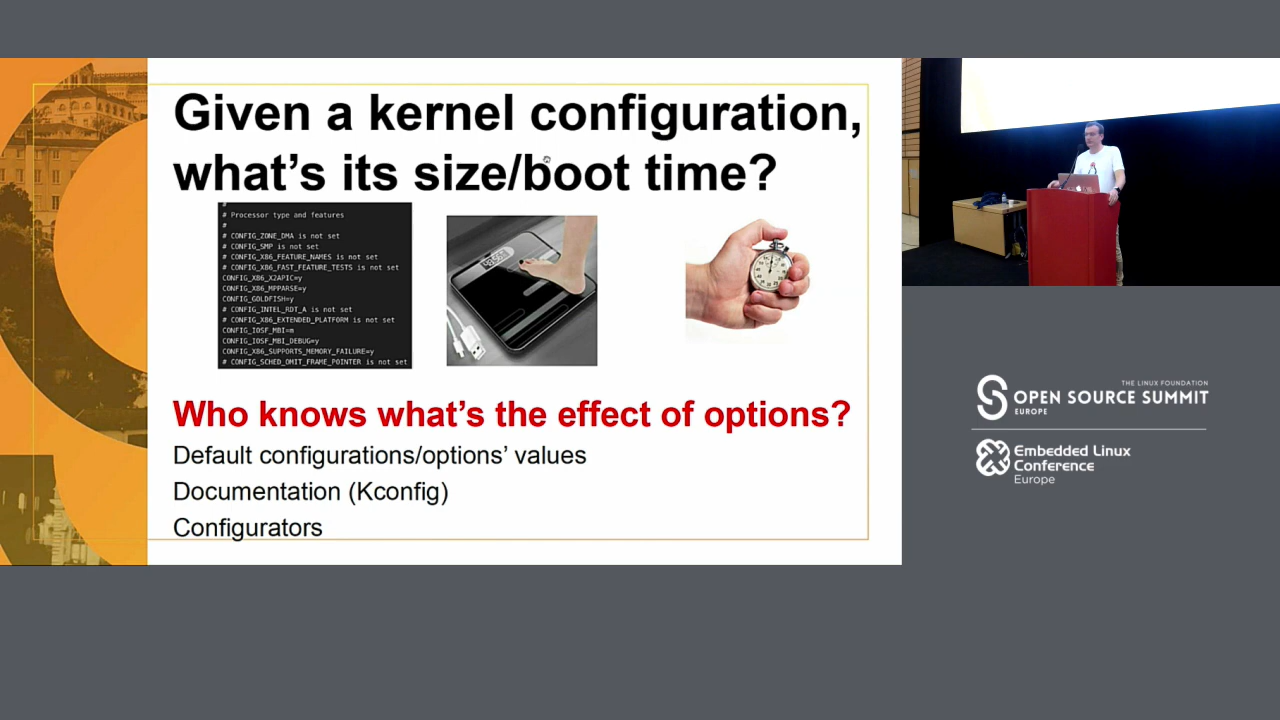 Given a kernel configuration,
what's its size/boot time?
#
# Processor type and features
#
# CONFIG_ZONE_DMA is not set
# CONFIG_SMP is not set
# CONFIG_X86_FEATURE_NAMES is not set
# CONFIG_X86_FAST_FEATURE_TESTS is not set
CONFIG_X86_X2APIC=y
CONFIG_X86_MPPARSE=y
CONFIG_GOLDFISH=y
# CONFIG_INTEL_RDT_A is not set
# CONFIG_X86_EXTENDED_PLATFORM is not set
CONFIG_IOSF_MBI=m
CONFIG_IOSF_MBI_DEBUG=y
CONFIG_X86_SUPPORTS_MEMORY_FAILURE=y
# CONFIG_SCHED_OMIT_FRAME_POINTER is not set
Who knows what's the effect of options?
Default configurations/options' values
Documentation (Kconfig)
Configurators
THE LINUX FOUNDATION
OPEN SOURCE SUMMIT
EUROPE
Embedded Linux
Conference
Europe